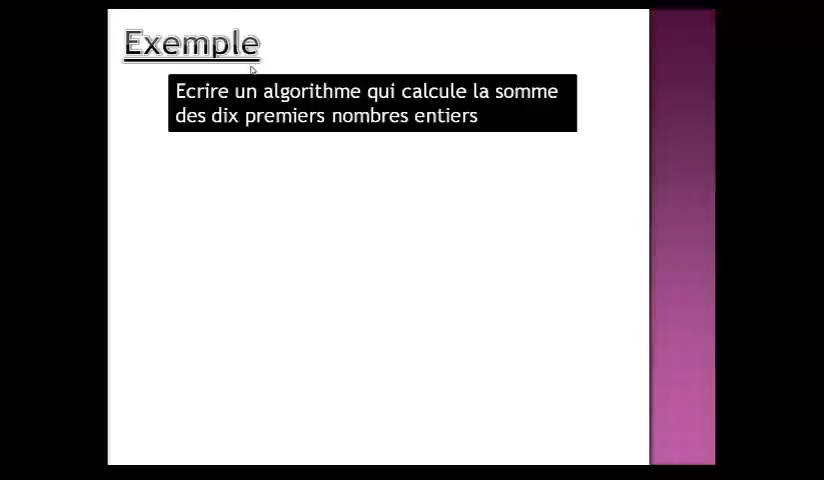 Exemple
Ecrire un algorithme qui calcule la somme
des dix premiers nombres entiers